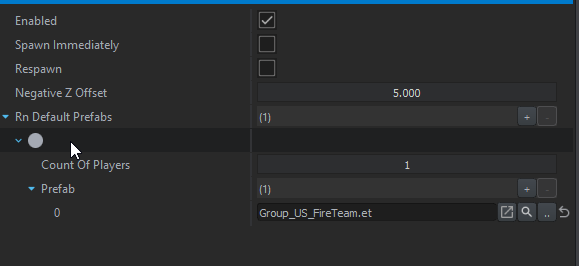 Enabled
Spawn Immediately
Respawn
Negative Z Offset 5.000
Rn Default Prefabs (1) + -
Count Of Players 1
Prefab (1) + -
0 Group_US_FireTeam.et ..